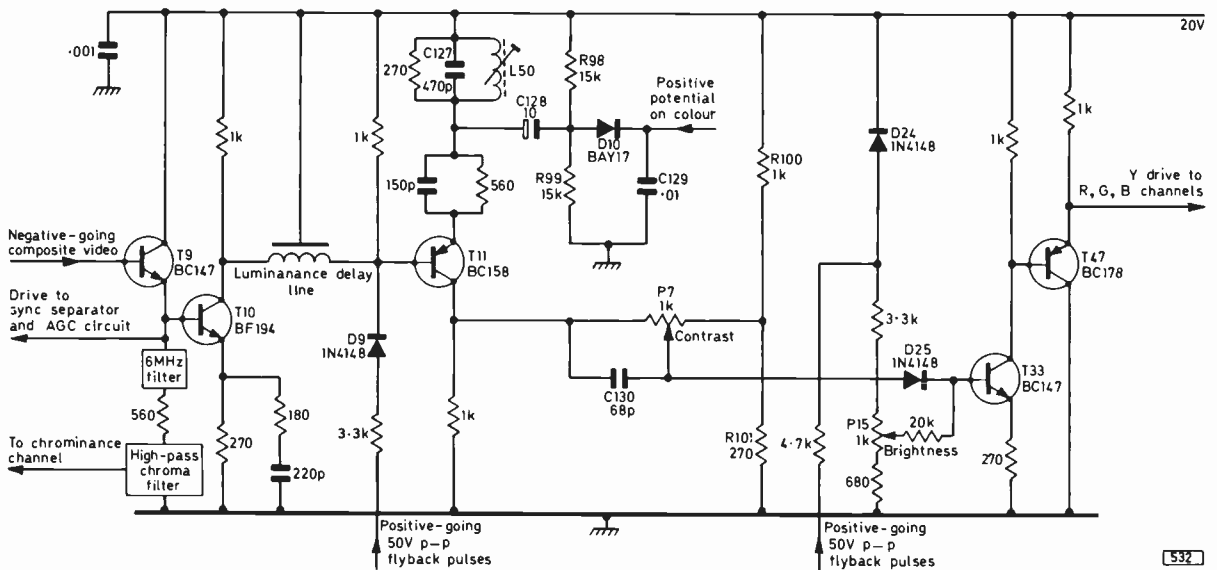 20V
·001
270
C127
470p
L50
R98
15k
Positive
potential
on colour
C128
10
D10
BAY17
1k
1k
150p
560
R99
15k
C129
·01
R100
1k
D24
1N4148
1k
1k
Y drive to
R, G, B channels
Negative-going
composite video
T9
BC147
Luminanance delay
line
T11
BC158
T47
BC178
Drive to
sync separator
and AGC circuit
T10
BF194
P7
1k
Contrast
3·3k
D9
1N4148
D25
1N4148
T33
BC147
6MHz
filter
C130
68p
560
180
270
220p
3·3k
1k
R101
270
4·7k
P15
1k
20k
Brightness
680
270
To chrominance
channel
High-pass
chroma
filter
Positive-going
50V p-p
flyback pulses
Positive-going
50V p-p
flyback pulses
532